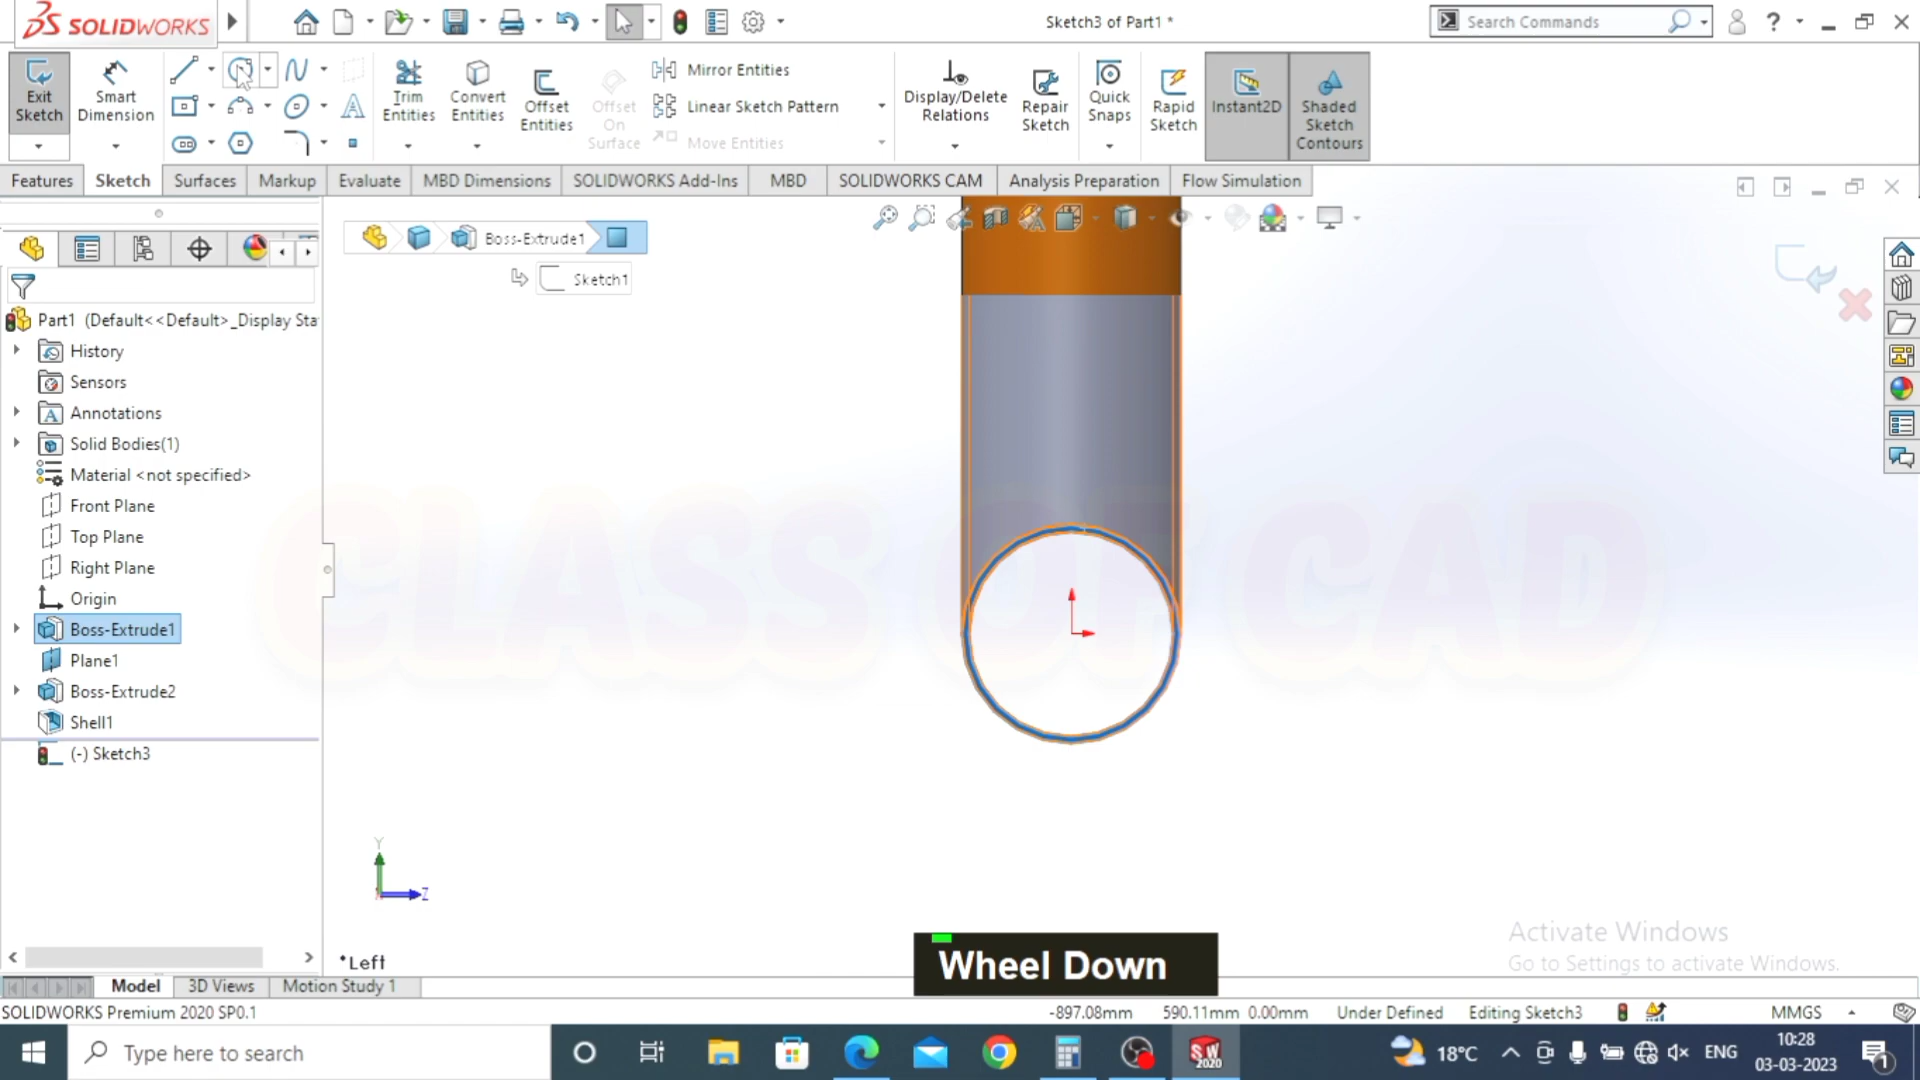 SOLIDWORKS
Sketch3 of Part1 *
Search Commands
Exit Sketch
Smart Dimension
Trim Entities
Convert Entities
Offset Entities
Offset On Surface
Mirror Entities
Linear Sketch Pattern
Move Entities
Display/Delete Relations
Repair Sketch
Quick Snaps
Rapid Sketch
Instant2D
Shaded Sketch Contours
Features
Sketch
Surfaces
Markup
Evaluate
MBD Dimensions
SOLIDWORKS Add-Ins
MBD
SOLIDWORKS CAM
Analysis Preparation
Flow Simulation
Boss-Extrude1
Sketch1
Part1 (Default<<Default>_Display Sta
History
Sensors
Annotations
Solid Bodies(1)
Material <not specified>
Front Plane
Top Plane
Right Plane
Origin
Boss-Extrude1
Plane1
Boss-Extrude2
Shell1
(-) Sketch3
CLASS OF CAD
Y
Z
*Left
Wheel Down
Activate Windows
Go to Settings to activate Windows.
Model
3D Views
Motion Study 1
SOLIDWORKS Premium 2020 SP0.1
-897.08mm 590.11mm 0.00mm Under Defined Editing Sketch3 MMGS
Type here to search
SW 2020
18°C
ENG
10:28
03-03-2023
1